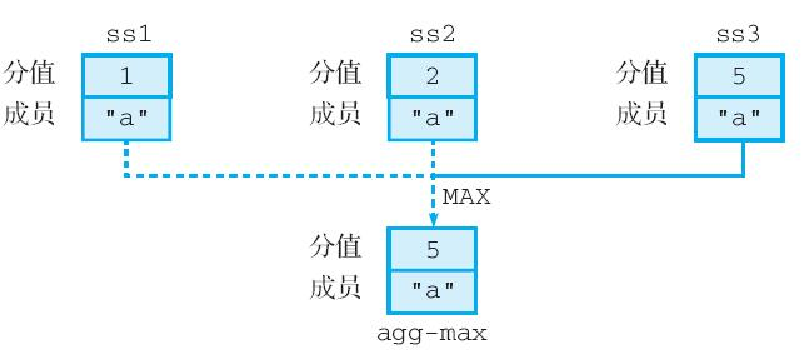 ss1 ss2 ss3
分值 1 分值 2 分值 5
成员 "a" 成员 "a" 成员 "a"
MAX
分值 5
成员 "a"
agg-max